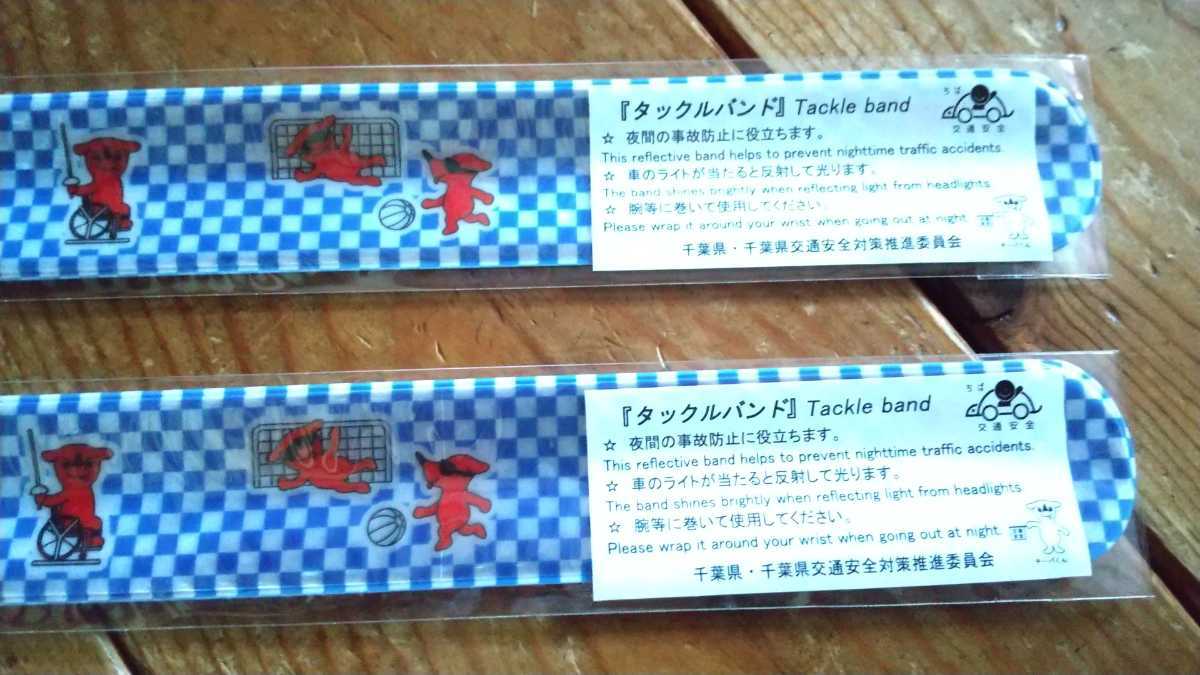 『タックルバンド』 Tackle band
ちば
交通安全
☆ 夜間の事故防止に役立ちます。
This reflective band helps to prevent nighttime traffic accidents.
☆ 車のライトが当たると反射して光ります。
The band shines brightly when reflecting light from headlights
☆ 腕等に巻いて使用してください。
Please wrap it around your wrist when going out at night.
千葉県・千葉県交通安全対策推進委員会
『タックルバンド』 Tackle band
ちば
交通安全
☆ 夜間の事故防止に役立ちます。
This reflective band helps to prevent nighttime traffic accidents.
☆ 車のライトが当たると反射して光ります。
The band shines brightly when reflecting light from headlights
☆ 腕等に巻いて使用してください。
Please wrap it around your wrist when going out at night.
千葉県・千葉県交通安全対策推進委員会
チーバくん